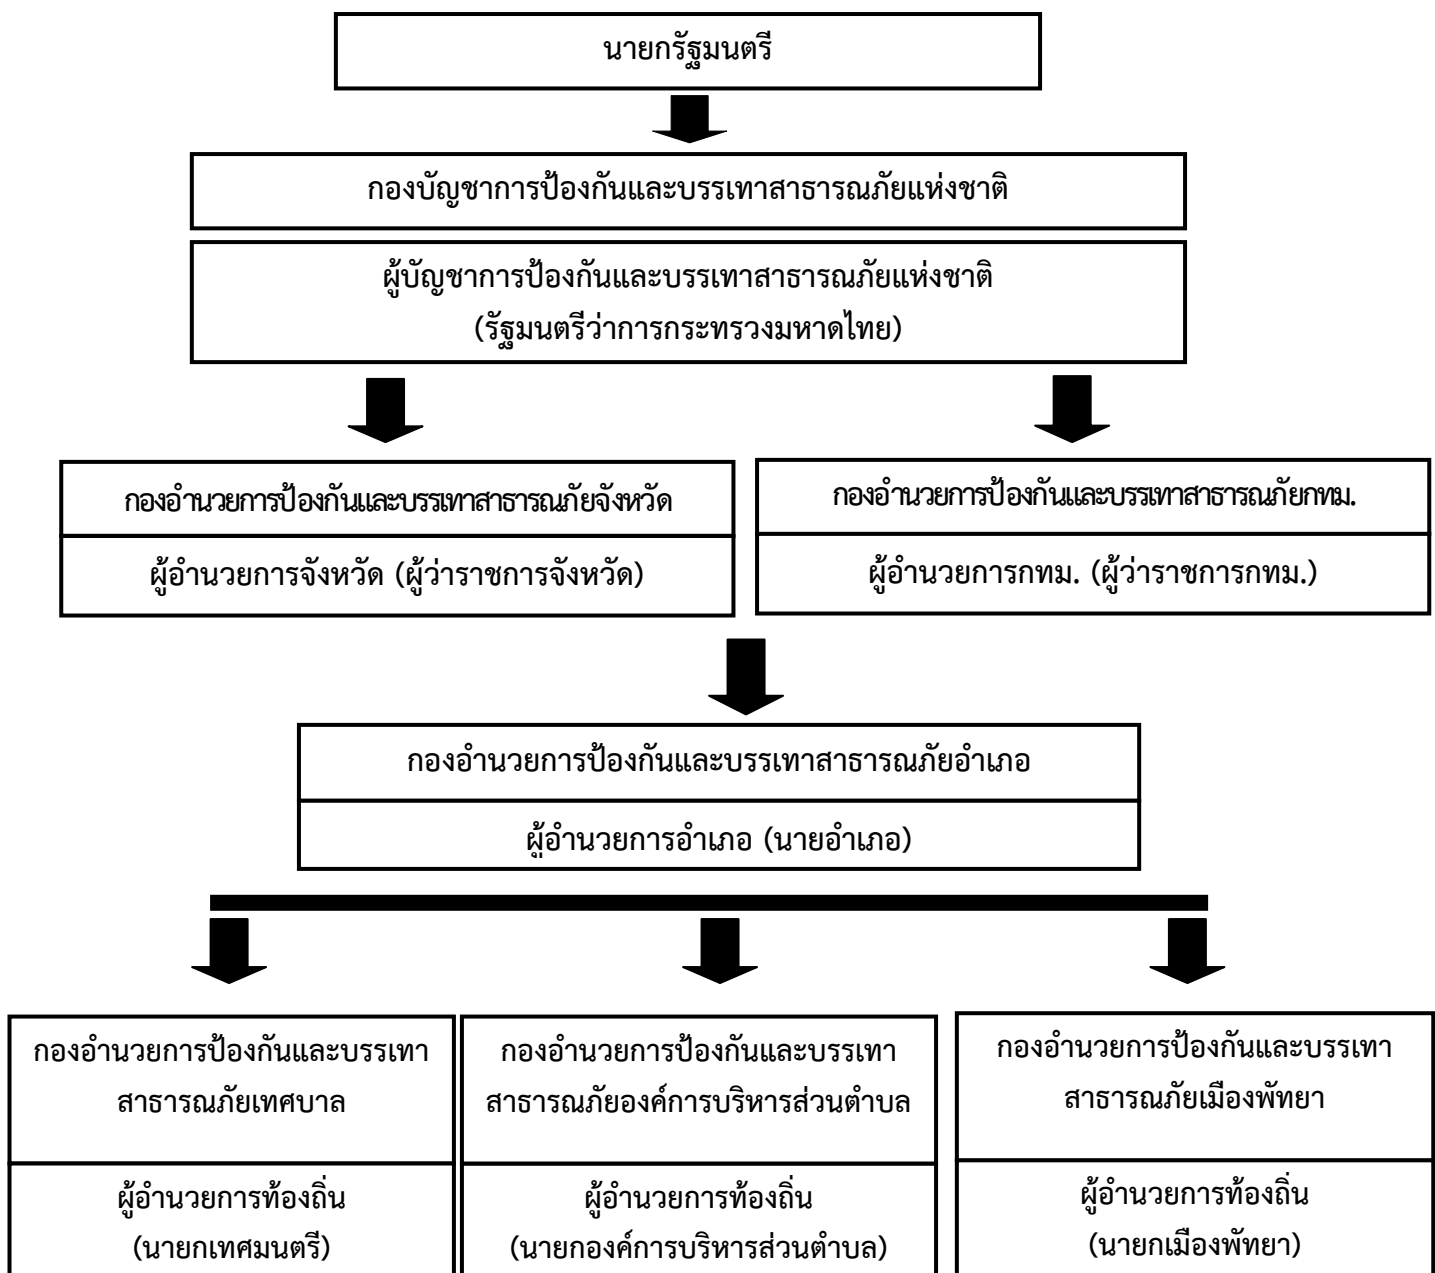 นายกรัฐมนตรี
กองบัญชาการป้องกันและบรรเทาสาธารณภัยแห่งชาติ
ผู้บัญชาการป้องกันและบรรเทาสาธารณภัยแห่งชาติ
(รัฐมนตรีว่าการกระทรวงมหาดไทย)
กองอำนวยการป้องกันและบรรเทาสาธารณภัยจังหวัด
ผู้อำนวยการจังหวัด (ผู้ว่าราชการจังหวัด)
กองอำนวยการป้องกันและบรรเทาสาธารณภัยกทม.
ผู้อำนวยการกทม. (ผู้ว่าราชการกทม.)
กองอำนวยการป้องกันและบรรเทาสาธารณภัยอำเภอ
ผู้อำนวยการอำเภอ (นายอำเภอ)
กองอำนวยการป้องกันและบรรเทา
สาธารณภัยเทศบาล
ผู้อำนวยการท้องถิ่น
(นายกเทศมนตรี)
กองอำนวยการป้องกันและบรรเทา
สาธารณภัยองค์การบริหารส่วนตำบล
ผู้อำนวยการท้องถิ่น
(นายกองค์การบริหารส่วนตำบล)
กองอำนวยการป้องกันและบรรเทา
สาธารณภัยเมืองพัทยา
ผู้อำนวยการท้องถิ่น
(นายกเมืองพัทยา)